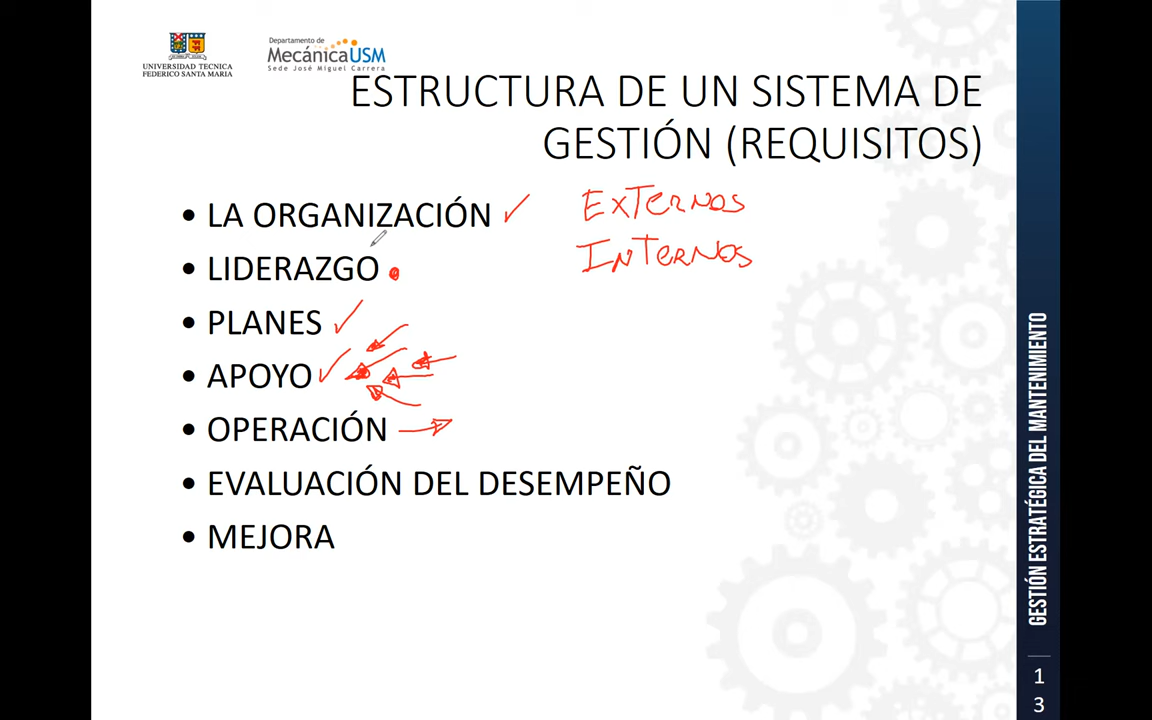 UNIVERSIDAD TECNICA
FEDERICO SANTA MARIA
Departamento de
MecánicaUSM
Sede José Miguel Carrera
ESTRUCTURA DE UN SISTEMA DE
GESTIÓN (REQUISITOS)
• LA ORGANIZACIÓN
EXTERNOS
INTERNOS
• LIDERAZGO
• PLANES
• APOYO
• OPERACIÓN
• EVALUACIÓN DEL DESEMPEÑO
• MEJORA
GESTIÓN ESTRATÉGICA DEL MANTENIMIENTO
1
3